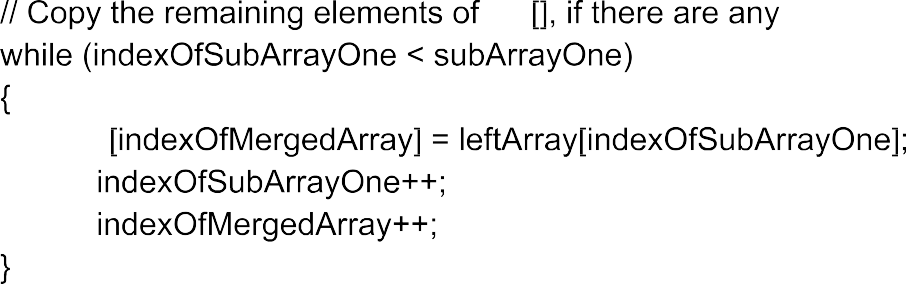 // Copy the remaining elements of [], if there are any
while (indexOfSubArrayOne < subArrayOne)
{
[indexOfMergedArray] = leftArray[indexOfSubArrayOne];
indexOfSubArrayOne++;
indexOfMergedArray++;
}